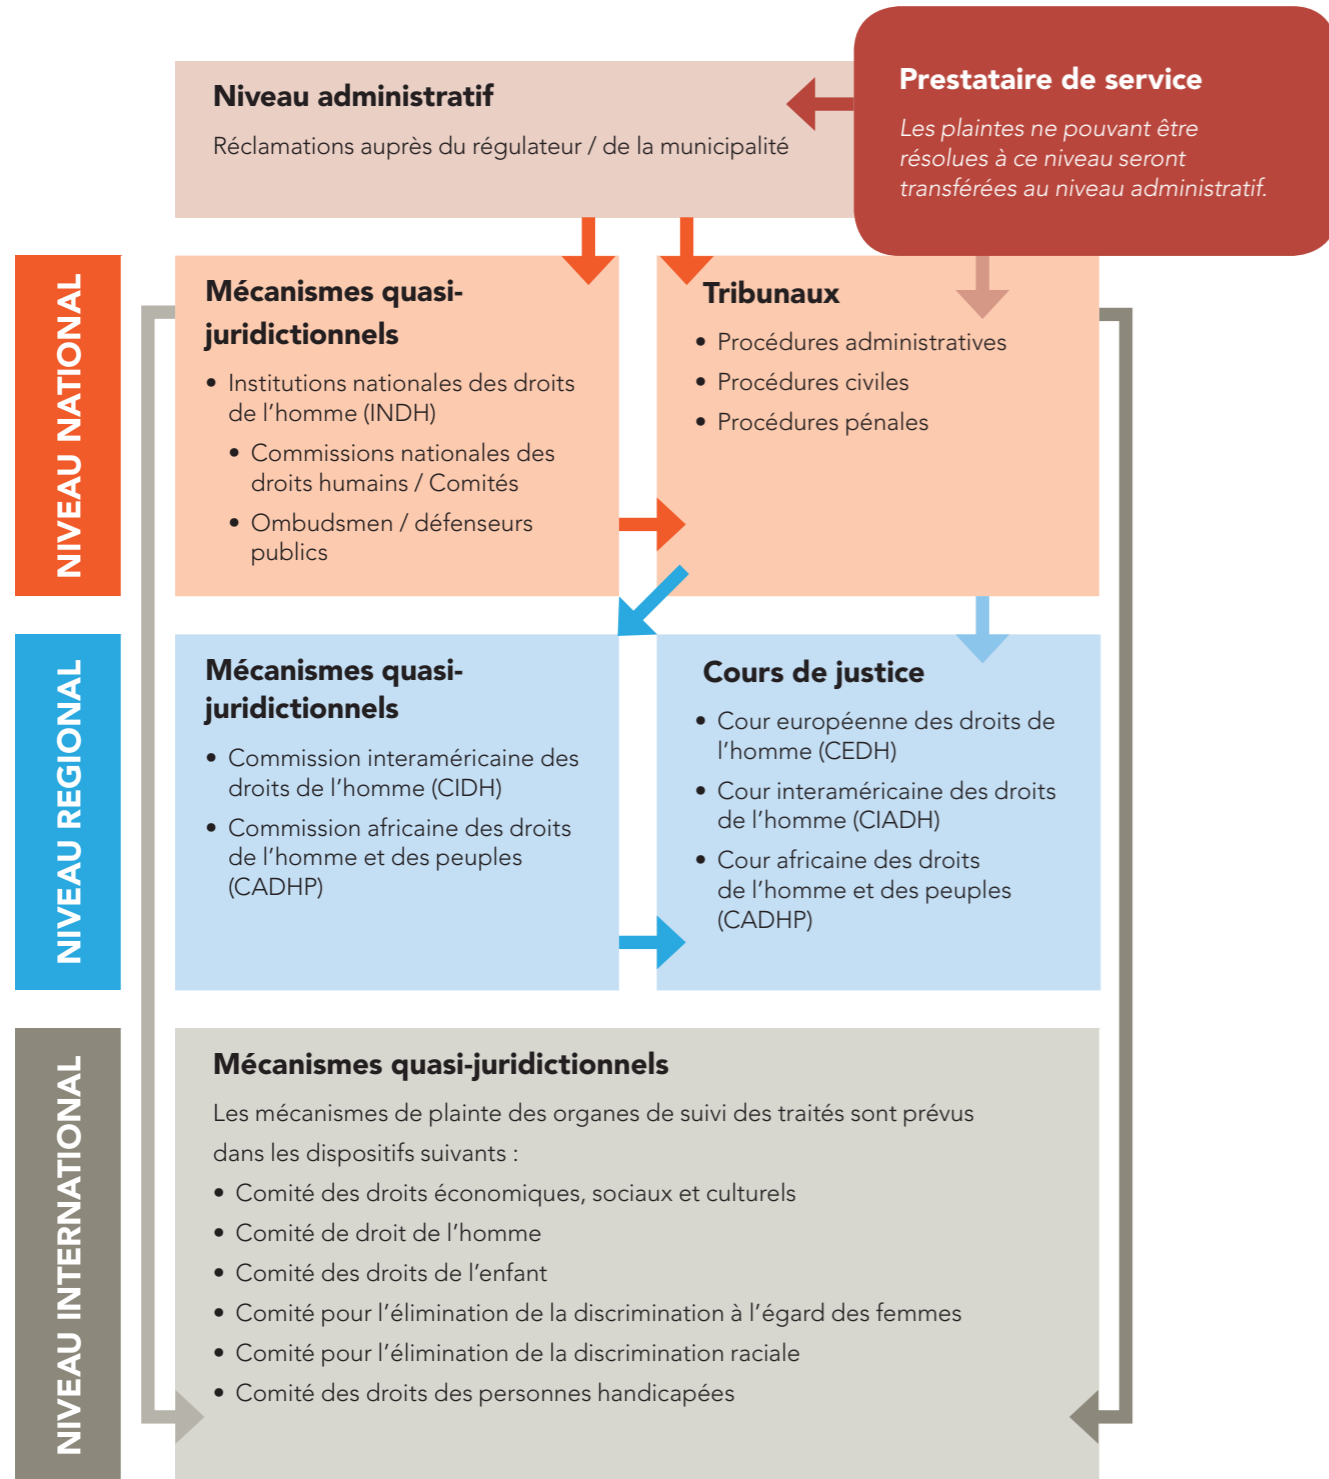 Niveau administratif
Réclamations auprès du régulateur / de la municipalité
Prestataire de service
Les plaintes ne pouvant être
résolues à ce niveau seront
transférées au niveau administratif.
NIVEAU NATIONAL
Mécanismes quasi-
juridictionnels
• Institutions nationales des droits
de l’homme (INDH)
• Commissions nationales des
droits humains / Comités
• Ombudsmen / défenseurs
publics
Tribunaux
• Procédures administratives
• Procédures civiles
• Procédures pénales
NIVEAU REGIONAL
Mécanismes quasi-
juridictionnels
• Commission interaméricaine des
droits de l’homme (CIDH)
• Commission africaine des droits
de l’homme et des peuples
(CADHP)
Cours de justice
• Cour européenne des droits de
l’homme (CEDH)
• Cour interaméricaine des droits
de l’homme (CIADH)
• Cour africaine des droits
de l’homme et des peuples
(CADHP)
NIVEAU INTERNATIONAL
Mécanismes quasi-juridictionnels
Les mécanismes de plainte des organes de suivi des traités sont prévus
dans les dispositifs suivants :
• Comité des droits économiques, sociaux et culturels
• Comité de droit de l’homme
• Comité des droits de l’enfant
• Comité pour l’élimination de la discrimination à l’égard des femmes
• Comité pour l’élimination de la discrimination raciale
• Comité des droits des personnes handicapées